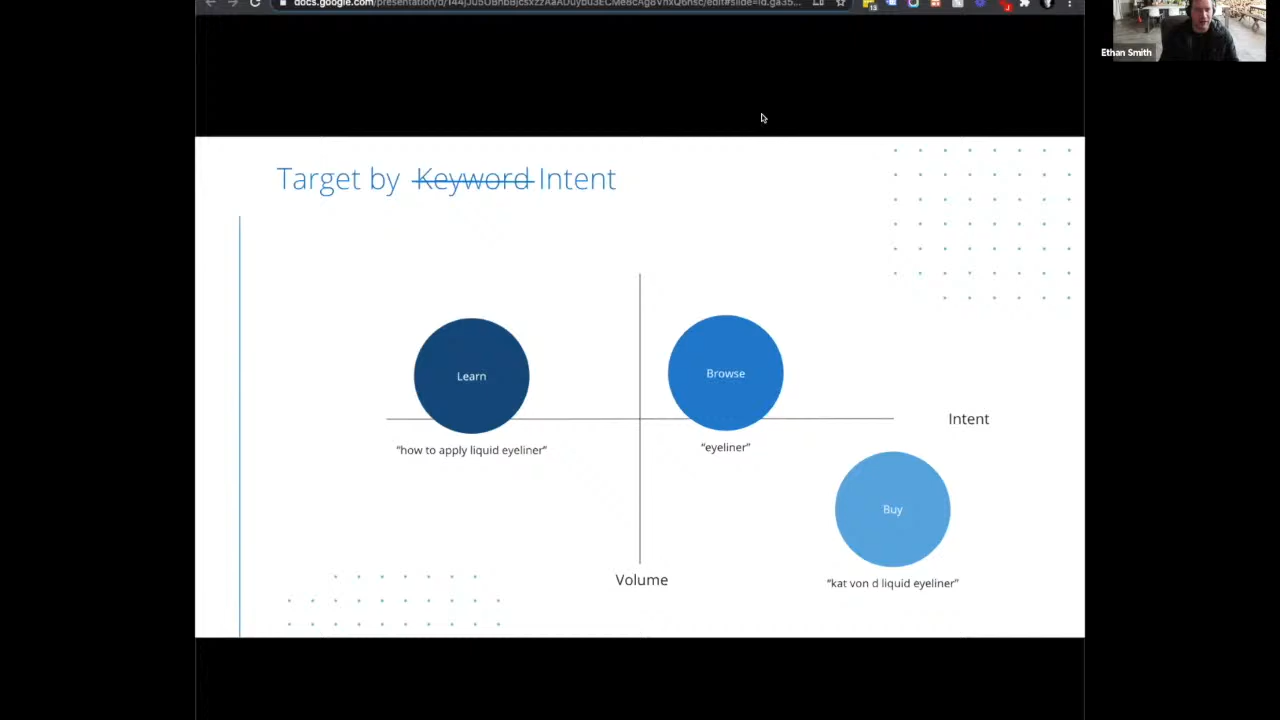 Ethan Smith
Target by Keyword Intent
Learn
Browse
Intent
"how to apply liquid eyeliner"
"eyeliner"
Buy
Volume
"kat von d liquid eyeliner"